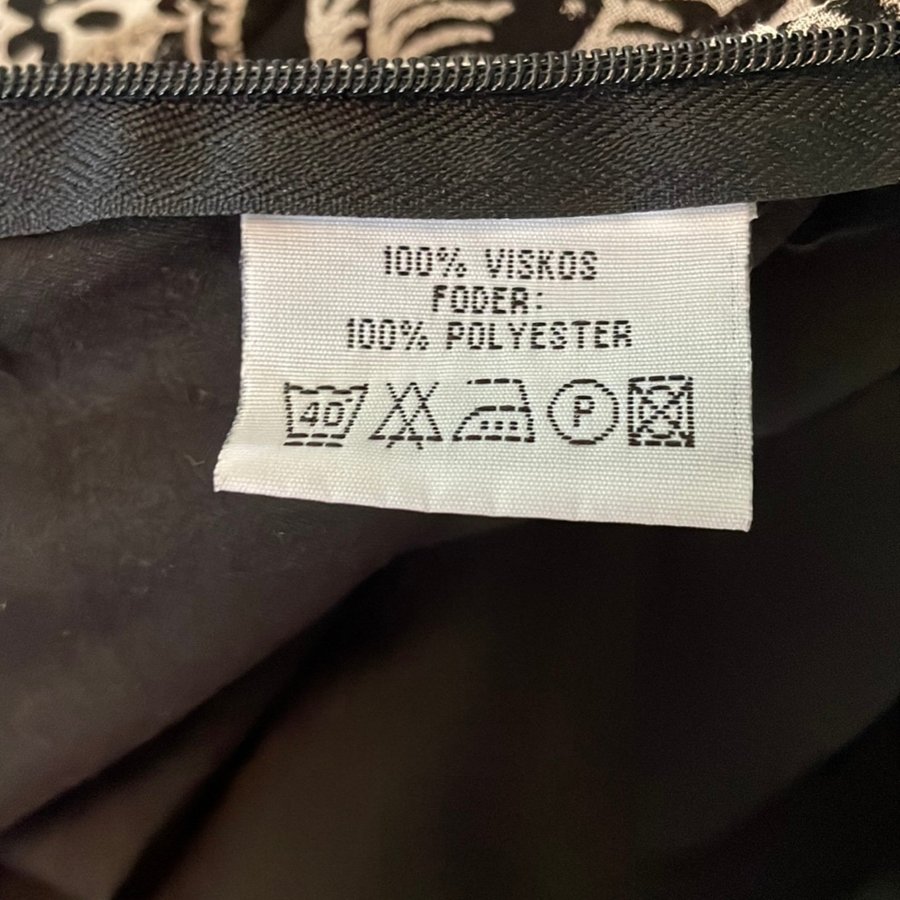 100% VISKOS
FODER:
100% POLYESTER
40 P